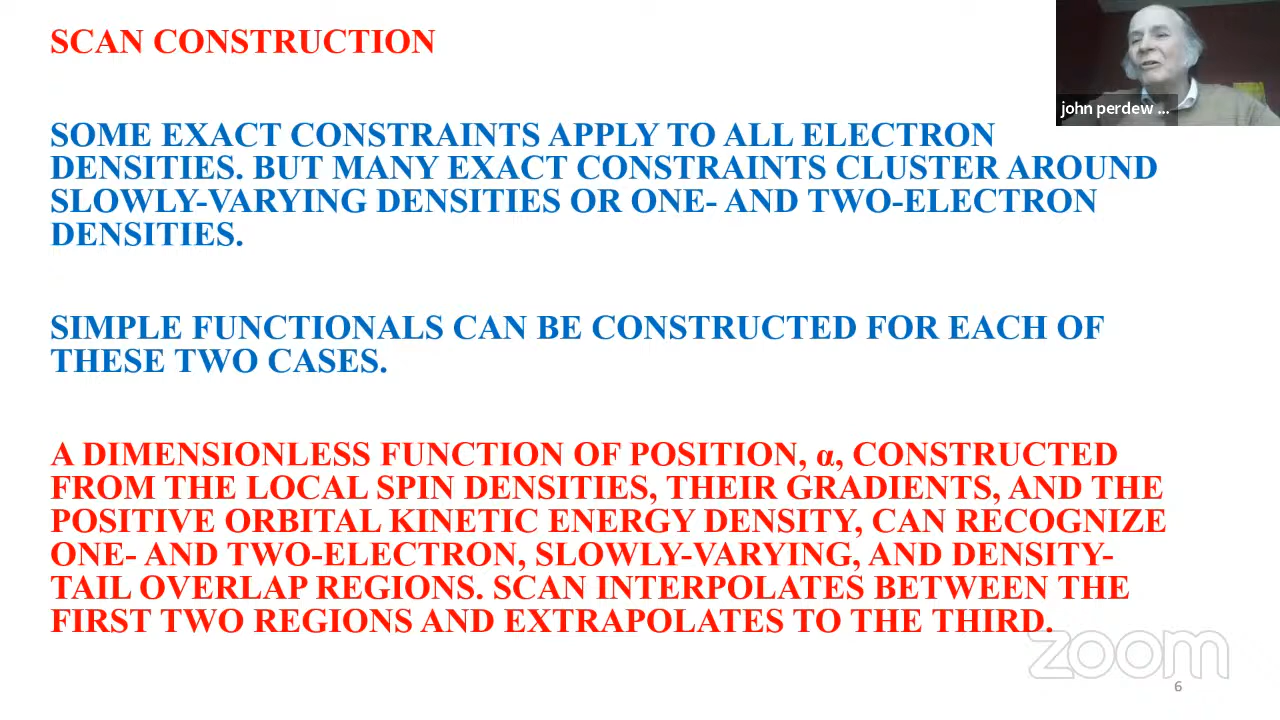 SCAN CONSTRUCTION
john perdew ...
SOME EXACT CONSTRAINTS APPLY TO ALL ELECTRON
DENSITIES. BUT MANY EXACT CONSTRAINTS CLUSTER AROUND
SLOWLY-VARYING DENSITIES OR ONE- AND TWO-ELECTRON
DENSITIES.
SIMPLE FUNCTIONALS CAN BE CONSTRUCTED FOR EACH OF
THESE TWO CASES.
A DIMENSIONLESS FUNCTION OF POSITION, α, CONSTRUCTED
FROM THE LOCAL SPIN DENSITIES, THEIR GRADIENTS, AND THE
POSITIVE ORBITAL KINETIC ENERGY DENSITY, CAN RECOGNIZE
ONE- AND TWO-ELECTRON, SLOWLY-VARYING, AND DENSITY-
TAIL OVERLAP REGIONS. SCAN INTERPOLATES BETWEEN THE
FIRST TWO REGIONS AND EXTRAPOLATES TO THE THIRD.
zoom
6